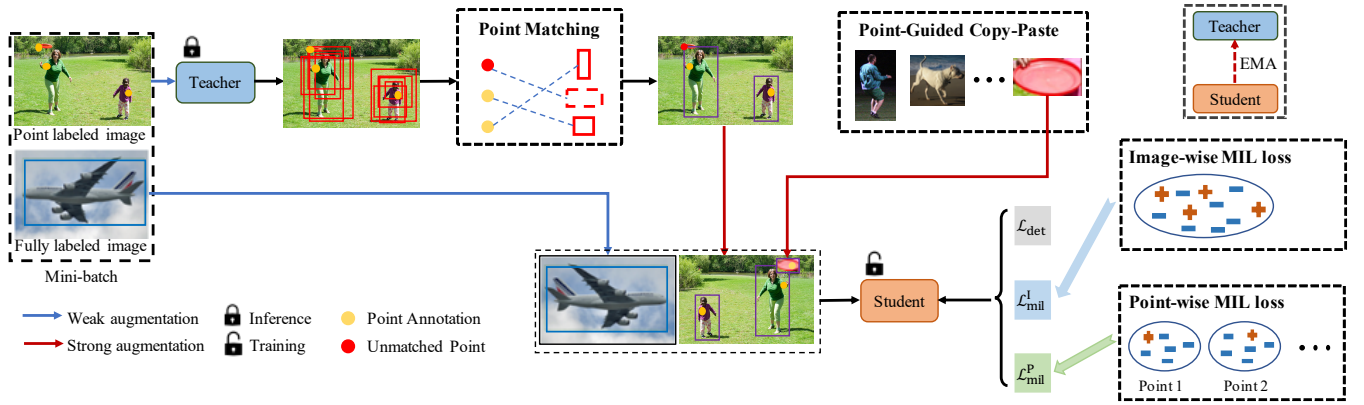 Point labeled image
Fully labeled image
Mini-batch
Teacher
Point Matching
Point-Guided Copy-Paste
Teacher
EMA
Student
Image-wise MIL loss
Point-wise MIL loss
Point 1
Point 2
Student
ℒdet
ℒᴵmil
ℒᴾmil
Weak augmentation
Inference
Point Annotation
Strong augmentation
Training
Unmatched Point